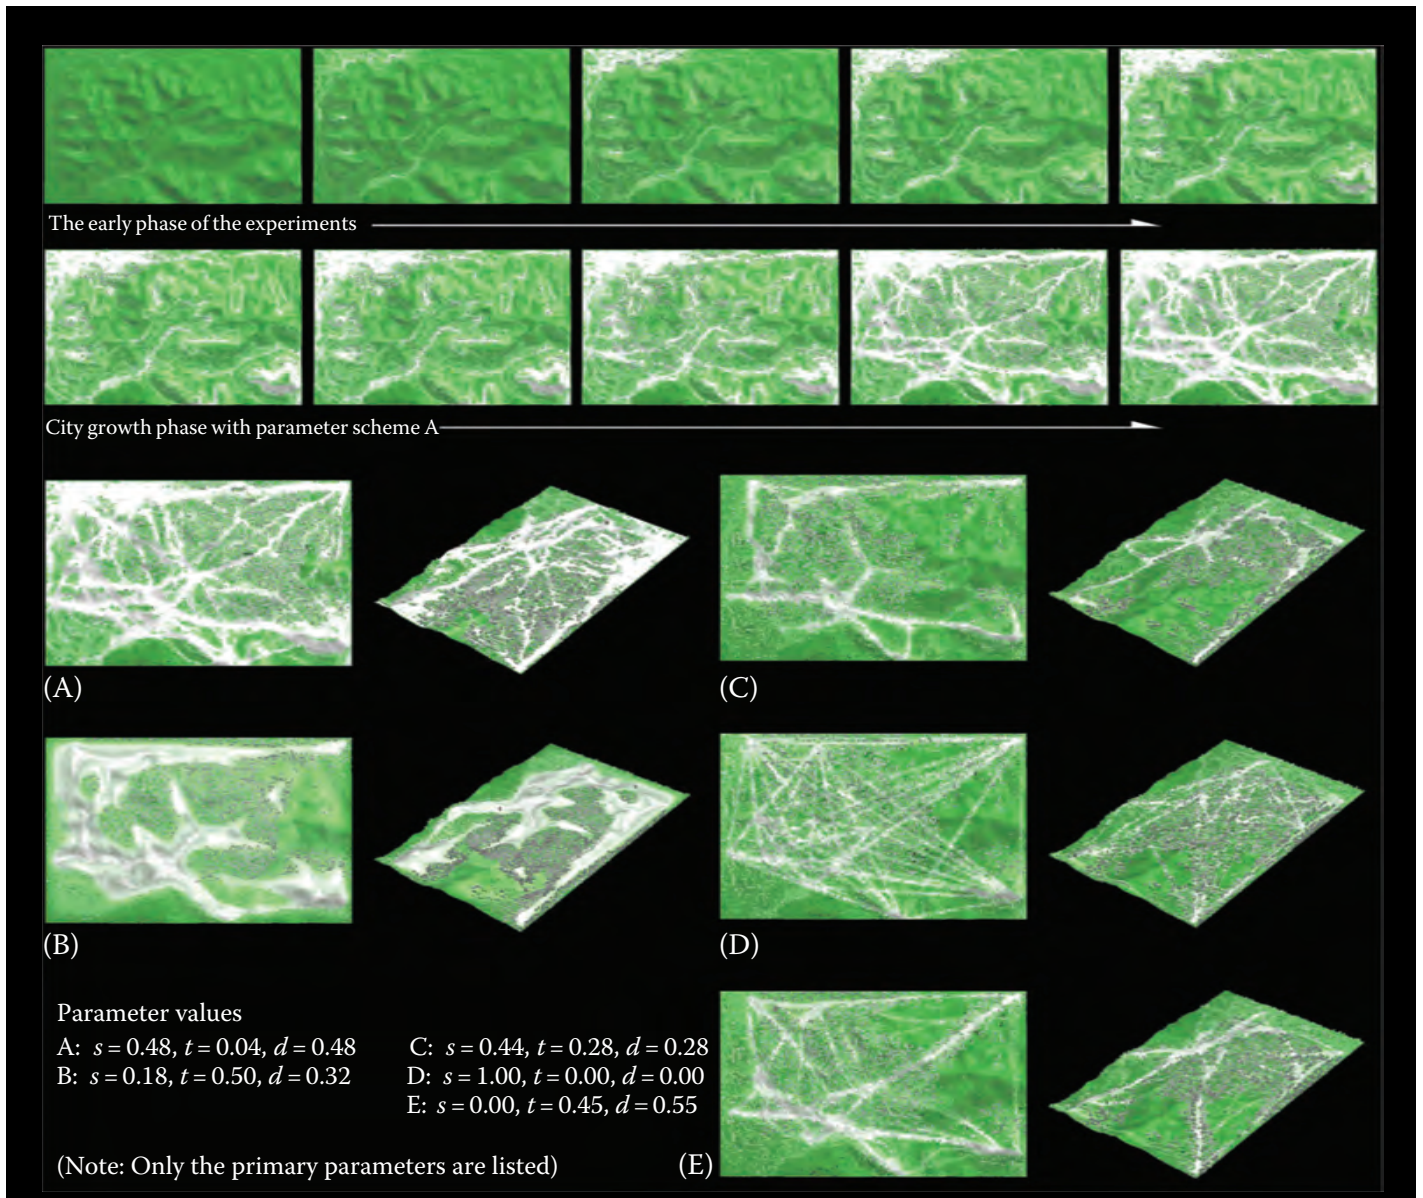 The early phase of the experiments
City growth phase with parameter scheme A
(A)
(C)
(B)
(D)
Parameter values
A: s = 0.48, t = 0.04, d = 0.48
C: s = 0.44, t = 0.28, d = 0.28
B: s = 0.18, t = 0.50, d = 0.32
D: s = 1.00, t = 0.00, d = 0.00
E: s = 0.00, t = 0.45, d = 0.55
(Note: Only the primary parameters are listed)
(E)